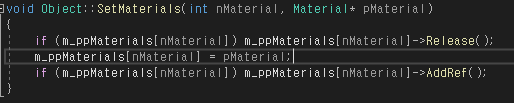 void Object::SetMaterials(int nMaterial, Material* pMaterial)
{
if (m_ppMaterials[nMaterial]) m_ppMaterials[nMaterial]->Release();
m_ppMaterials[nMaterial] = pMaterial;
if (m_ppMaterials[nMaterial]) m_ppMaterials[nMaterial]->AddRef();
}